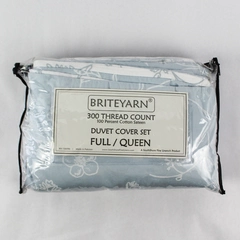 BRITEYARN®
300 THREAD COUNT
100 Percent Cotton Sateen
DUVET COVER SET
FULL / QUEEN